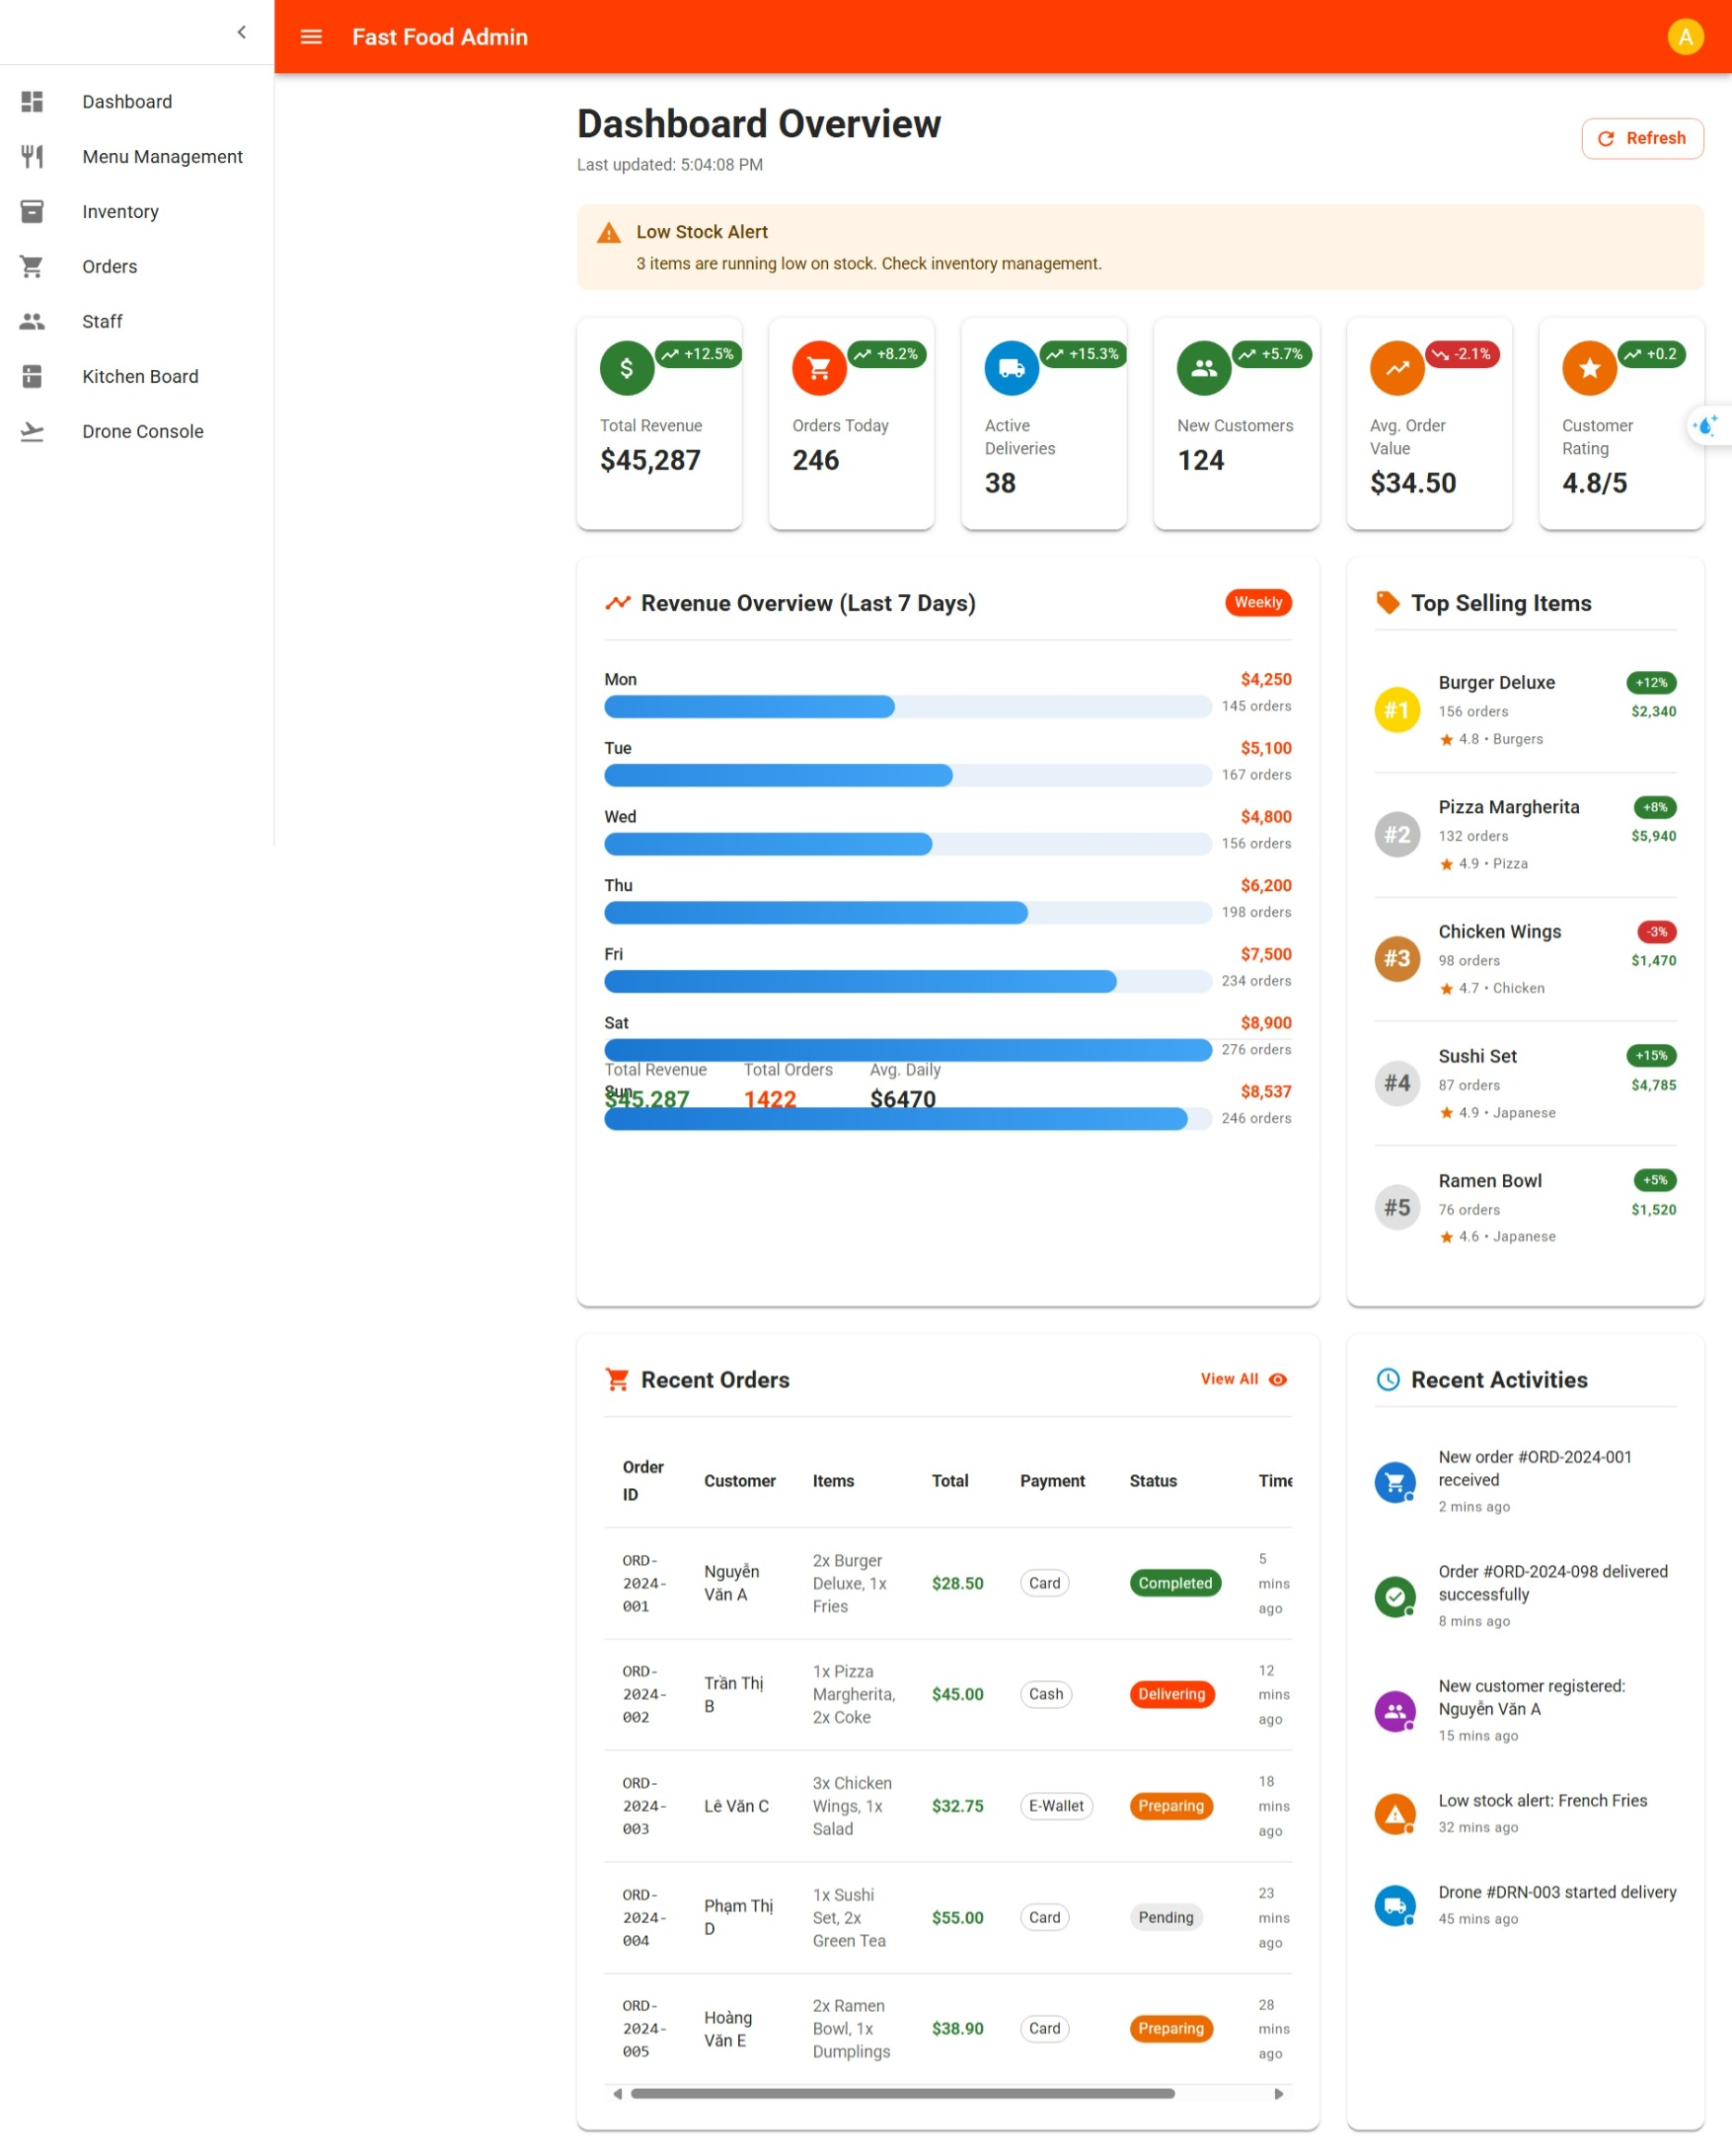 Fast Food Admin
A
Dashboard
Menu Management
Inventory
Orders
Staff
Kitchen Board
Drone Console
Dashboard Overview
Last updated: 5:04:08 PM
Refresh
Low Stock Alert
3 items are running low on stock. Check inventory management.
$
+12.5%
Total Revenue
$45,287
+8.2%
Orders Today
246
+15.3%
Active
Deliveries
38
+5.7%
New Customers
124
-2.1%
Avg. Order
Value
$34.50
+0.2
Customer
Rating
4.8/5
Revenue Overview (Last 7 Days)
Weekly
Mon
$4,250
145 orders
Tue
$5,100
167 orders
Wed
$4,800
156 orders
Thu
$6,200
198 orders
Fri
$7,500
234 orders
Sat
$8,900
276 orders
Total Revenue
Total Orders
Avg. Daily
Sun
$45,287
1422
$6470
$8,537
246 orders
Top Selling Items
#1
Burger Deluxe
+12%
156 orders
$2,340
4.8 • Burgers
#2
Pizza Margherita
+8%
132 orders
$5,940
4.9 • Pizza
#3
Chicken Wings
-3%
98 orders
$1,470
4.7 • Chicken
#4
Sushi Set
+15%
87 orders
$4,785
4.9 • Japanese
#5
Ramen Bowl
+5%
76 orders
$1,520
4.6 • Japanese
Recent Orders
View All
Order
ID
Customer
Items
Total
Payment
Status
Time
ORD-
2024-
001
Nguyễn
Văn A
2x Burger
Deluxe, 1x
Fries
$28.50
Card
Completed
5
mins
ago
ORD-
2024-
002
Trần Thị
B
1x Pizza
Margherita,
2x Coke
$45.00
Cash
Delivering
12
mins
ago
ORD-
2024-
003
Lê Văn C
3x Chicken
Wings, 1x
Salad
$32.75
E-Wallet
Preparing
18
mins
ago
ORD-
2024-
004
Phạm Thị
D
1x Sushi
Set, 2x
Green Tea
$55.00
Card
Pending
23
mins
ago
ORD-
2024-
005
Hoàng
Văn E
2x Ramen
Bowl, 1x
Dumplings
$38.90
Card
Preparing
28
mins
ago
Recent Activities
New order #ORD-2024-001
received
2 mins ago
Order #ORD-2024-098 delivered
successfully
8 mins ago
New customer registered:
Nguyễn Văn A
15 mins ago
Low stock alert: French Fries
32 mins ago
Drone #DRN-003 started delivery
45 mins ago